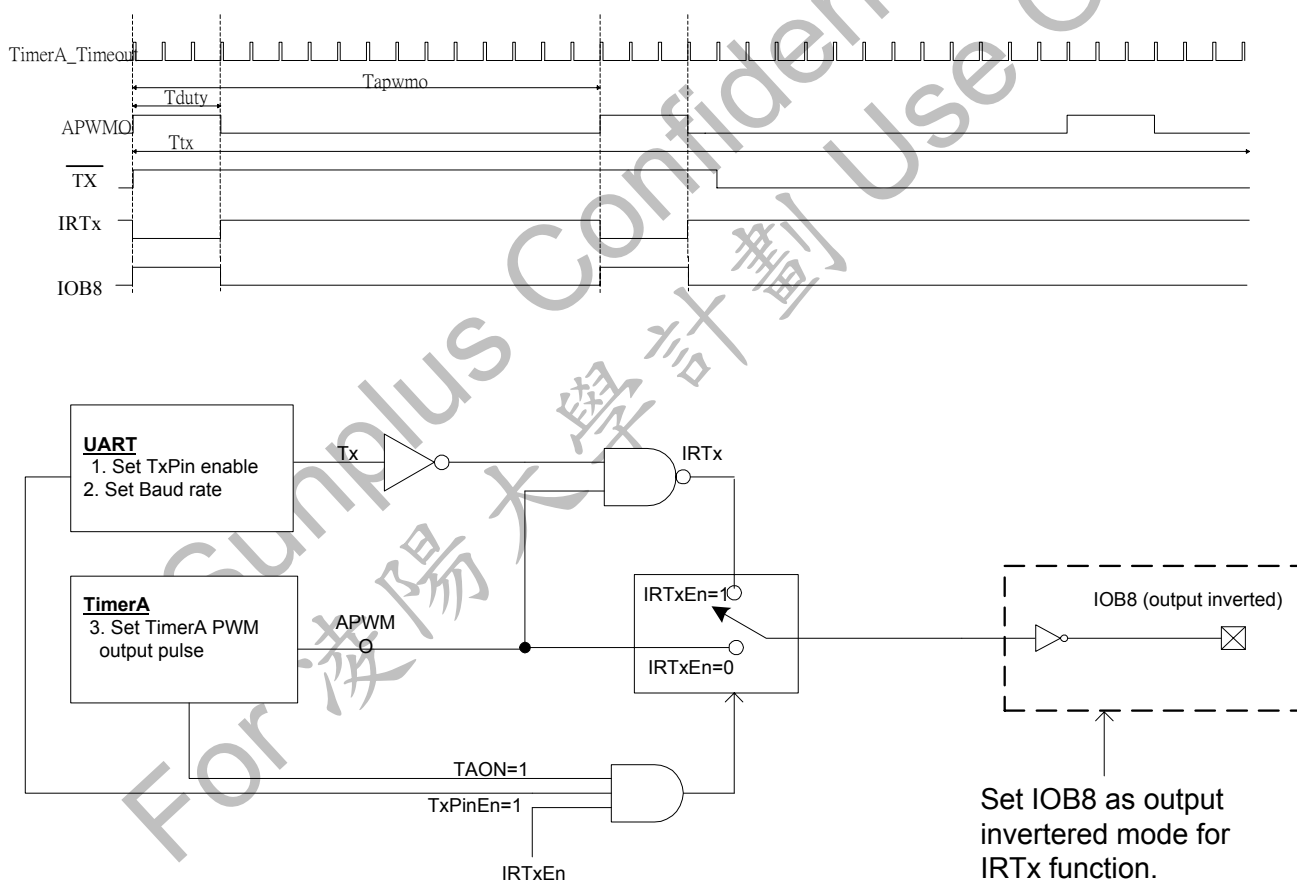 TimerA_Timeout
Tapwmo
Tduty
APWMO
Ttx
TX
IRTx
IOB8
UART
1. Set TxPin enable
2. Set Baud rate
Tx
IRTx
TimerA
3. Set TimerA PWM
output pulse
APWM
O
IRTxEn=1
IRTxEn=0
IOB8 (output inverted)
TAON=1
TxPinEn=1
IRTxEn
Set IOB8 as output
invertered mode for
IRTx function.
Sunplus Confiden
For 凌陽大學計劃 Use